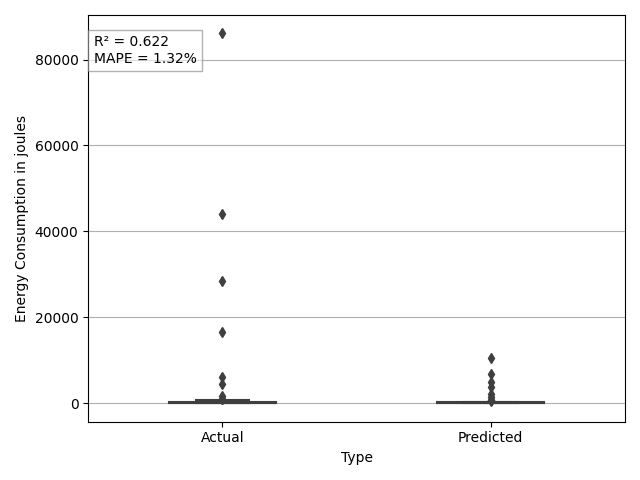 R² = 0.622
MAPE = 1.32%
80000
60000
40000
20000
0
Energy Consumption in joules
Actual
Predicted
Type